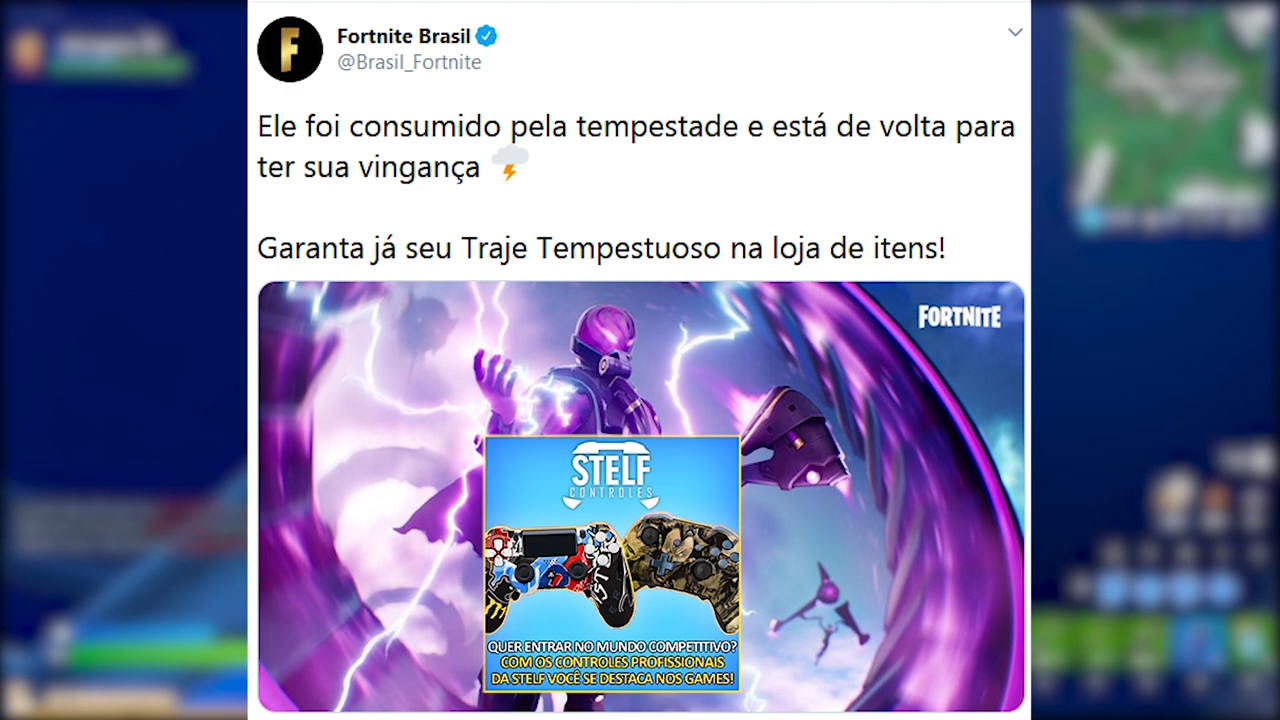 Fortnite Brasil
@Brasil_Fortnite
Ele foi consumido pela tempestade e está de volta para
ter sua vingança 🌩️
Garanta já seu Traje Tempestuoso na loja de itens!
FORTNITE
STELF
CONTROLES
QUER ENTRAR NO MUNDO COMPETITIVO?
COM OS CONTROLES PROFISSIONAIS
DA STELF VOCÊ SE DESTACA NOS GAMES!